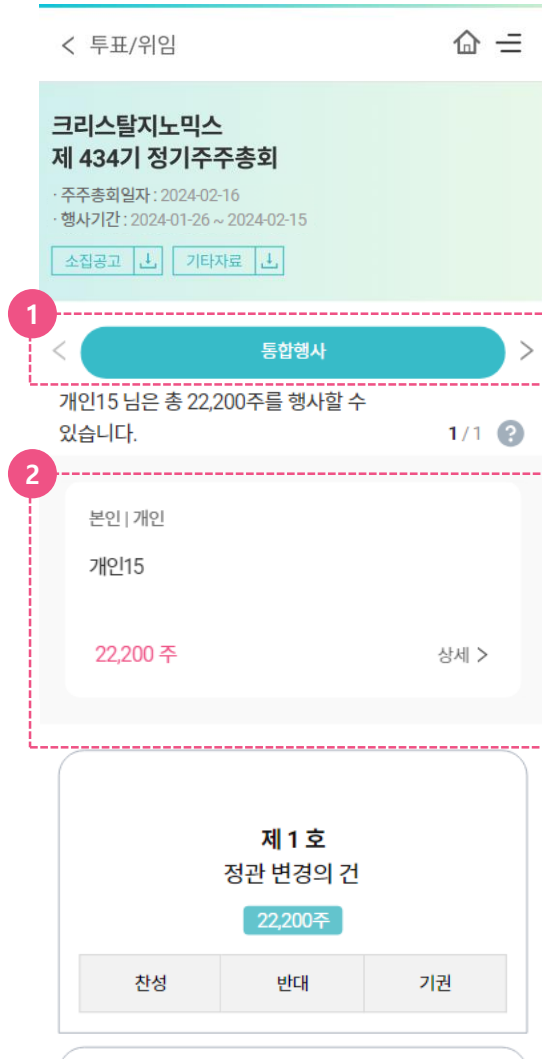 투표/위임
크리스탈지노믹스
제 434기 정기주주총회
· 주주총회일자 : 2024-02-16
· 행사기간 : 2024-01-26 ~ 2024-02-15
소집공고 기타자료
1
통합행사
개인15 님은 총 22,200주를 행사할 수
있습니다. 1 / 1 ?
2
본인 | 개인
개인15
22,200 주 상세 >
제 1 호
정관 변경의 건
22,200주
찬성 반대 기권